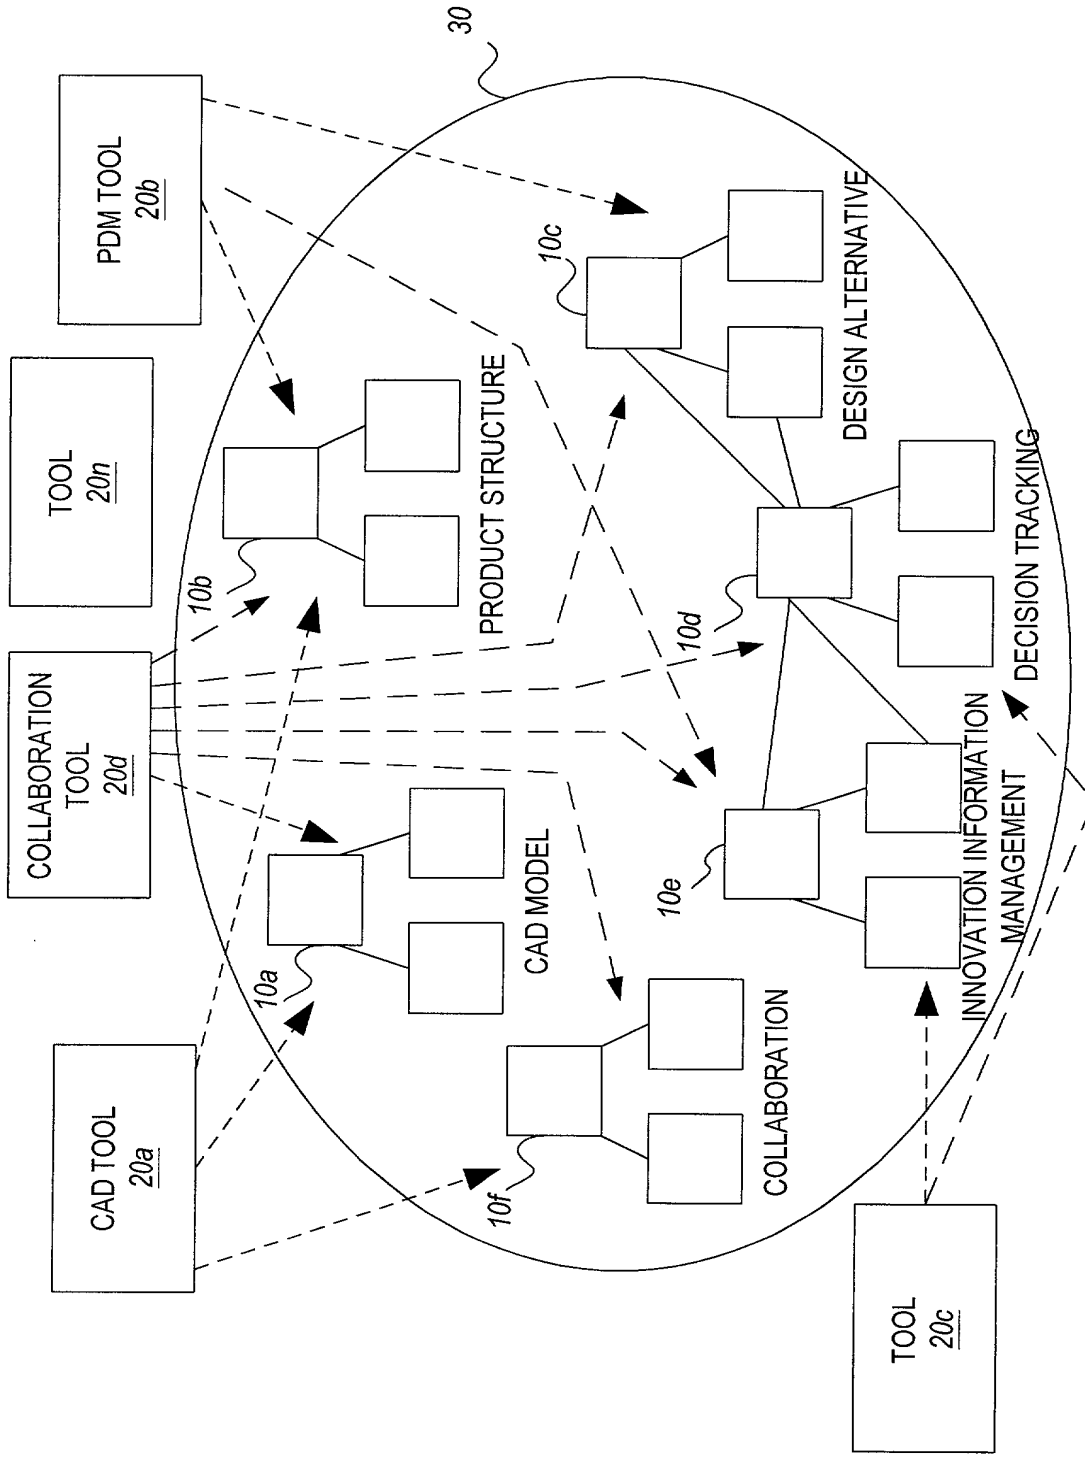 CAD TOOL
20a
COLLABORATION
TOOL
20d
TOOL
20n
PDM TOOL
20b
30
10a
CAD MODEL
10b
PRODUCT STRUCTURE
10f
COLLABORATION
10c
DESIGN ALTERNATIVE
10e
INNOVATION INFORMATION
MANAGEMENT
10d
DECISION TRACKING
TOOL
20c